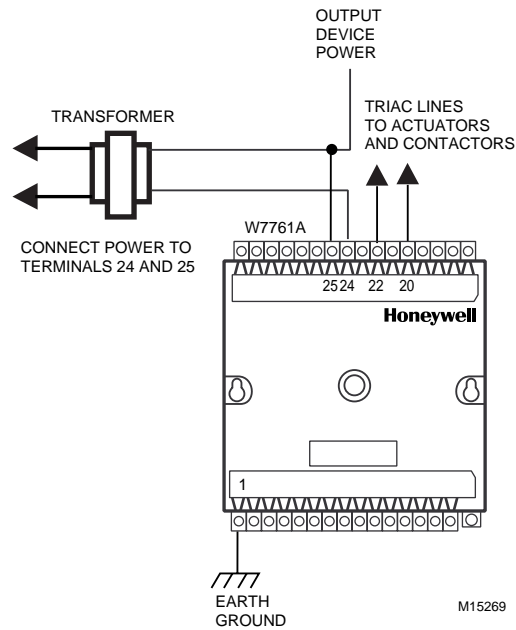 OUTPUT
DEVICE
POWER
TRANSFORMER
TRIAC LINES
TO ACTUATORS
AND CONTACTORS
CONNECT POWER TO
TERMINALS 24 AND 25
W7761A
25 24 22 20
Honeywell
1
EARTH
GROUND
M15269